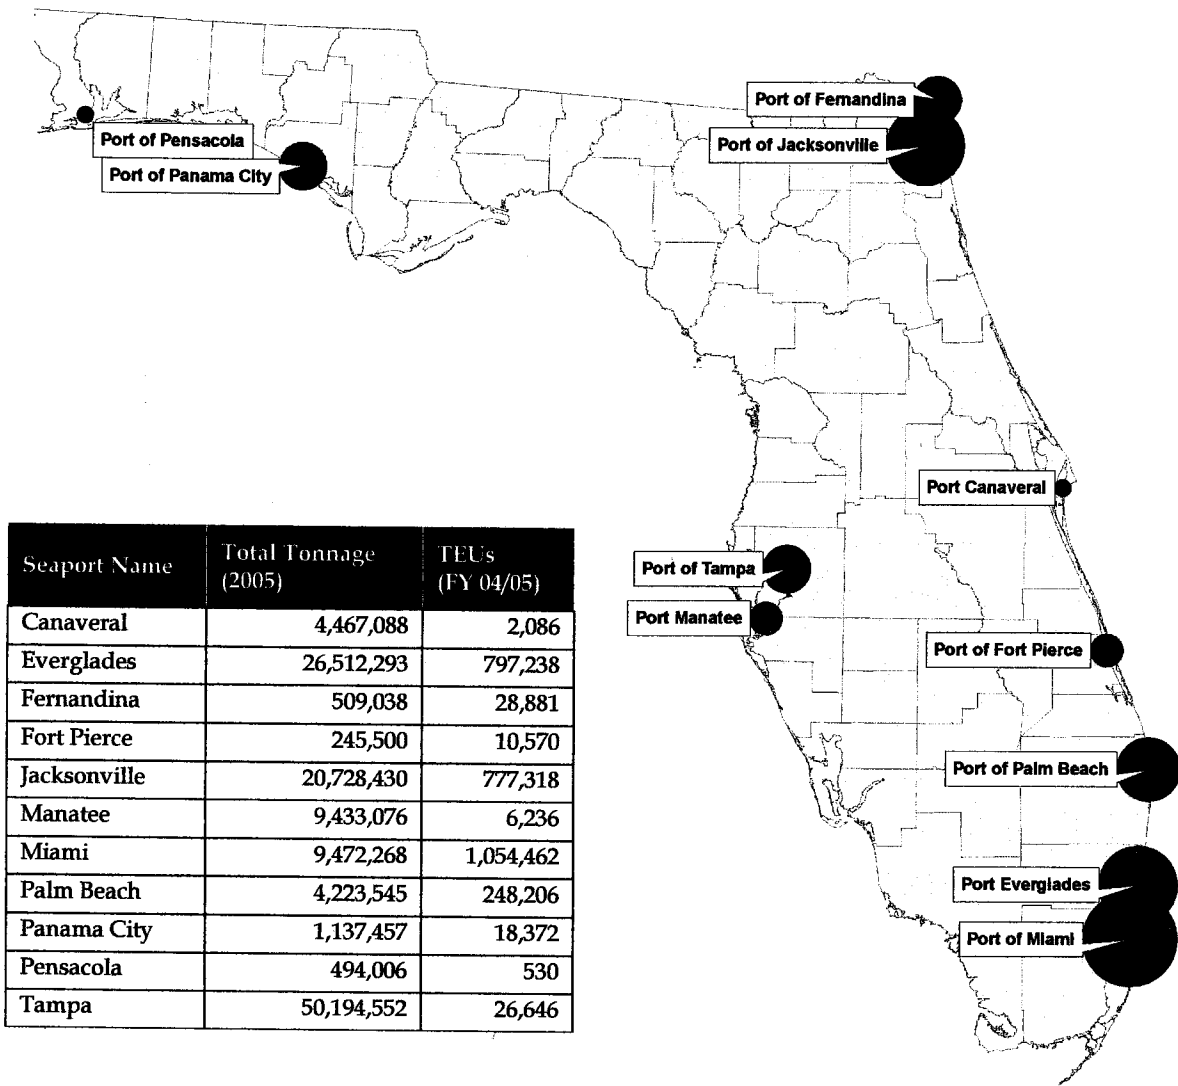 Port of Fernandina
Port of Jacksonville
Port of Pensacola
Port of Panama City
Port Canaveral
Port of Tampa
Port Manatee
Port of Fort Pierce
Port of Palm Beach
Port Everglades
Port of Miami
Seaport Name Total Tonnage (2005) TEUs (FY 04/05)
Canaveral 4,467,088 2,086
Everglades 26,512,293 797,238
Fernandina 509,038 28,881
Fort Pierce 245,500 10,570
Jacksonville 20,728,430 777,318
Manatee 9,433,076 6,236
Miami 9,472,268 1,054,462
Palm Beach 4,223,545 248,206
Panama City 1,137,457 18,372
Pensacola 494,006 530
Tampa 50,194,552 26,646